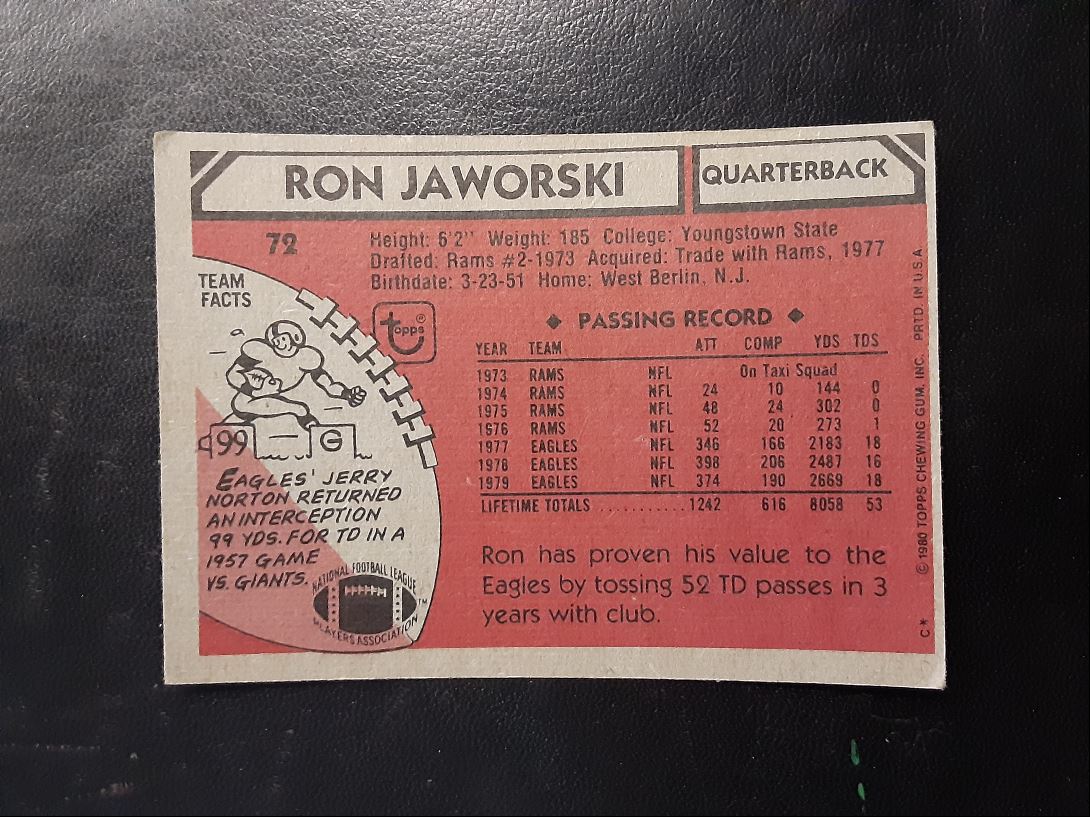 RON JAWORSKI
QUARTERBACK
72
Height: 6'2" Weight: 185 College: Youngstown State
Drafted: Rams #2-1973 Acquired: Trade with Rams, 1977
Birthdate: 3-23-51 Home: West Berlin, N.J.
TEAM
FACTS
99
G
EAGLES' JERRY
NORTON RETURNED
AN INTERCEPTION
99 YDS. FOR TD IN A
1957 GAME
VS. GIANTS.
NATIONAL FOOTBALL LEAGUE
PLAYERS ASSOCIATION
TM
topps®
◆ PASSING RECORD ◆
YEAR TEAM ATT COMP YDS TDS
1973 RAMS NFL On Taxi Squad
1974 RAMS NFL 24 10 144 0
1975 RAMS NFL 48 24 302 0
1676 RAMS NFL 52 20 273 1
1977 EAGLES NFL 346 166 2183 18
1978 EAGLES NFL 398 206 2487 16
1979 EAGLES NFL 374 190 2669 18
LIFETIME TOTALS ........... 1242 616 8058 53
Ron has proven his value to the
Eagles by tossing 52 TD passes in 3
years with club.
C* © 1980 TOPPS CHEWING GUM, INC. PRTD. IN U.S.A.